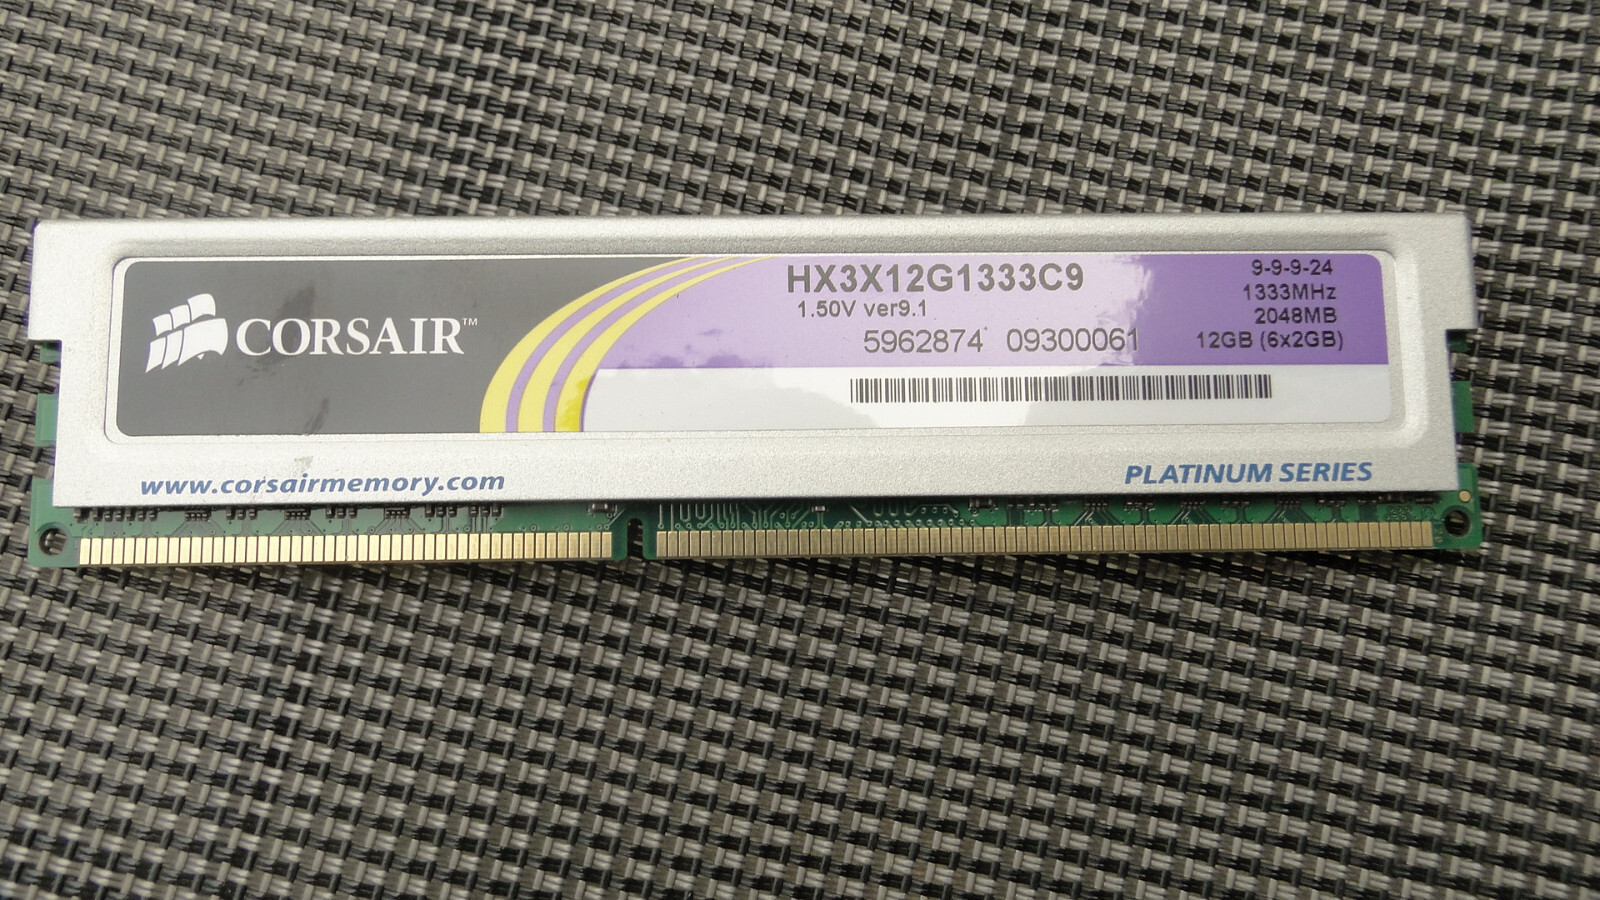 CORSAIR™
HX3X12G1333C9
1.50V ver9.1
5962874 09300061
9-9-9-24
1333MHz
2048MB
12GB (6x2GB)
www.corsairmemory.com
PLATINUM SERIES